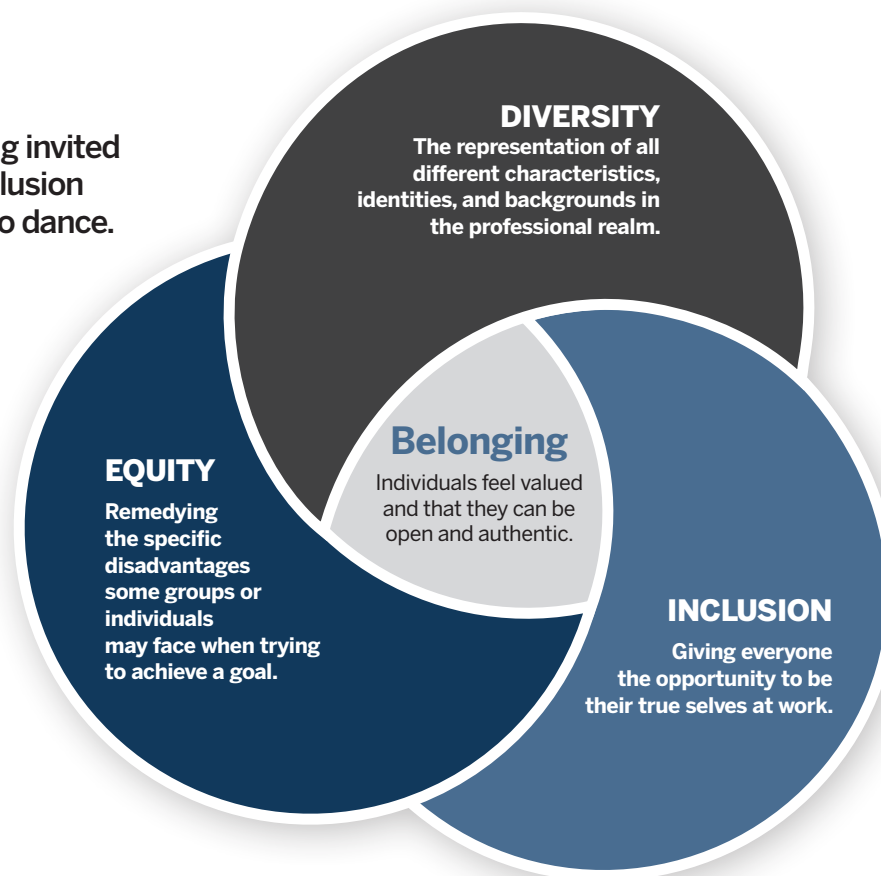 g invited
lusion
o dance.
DIVERSITY
The representation of all
different characteristics,
identities, and backgrounds in
the professional realm.
Belonging
Individuals feel valued
and that they can be
open and authentic.
EQUITY
Remedying
the specific
disadvantages
some groups or
individuals
may face when trying
to achieve a goal.
INCLUSION
Giving everyone
the opportunity to be
their true selves at work.